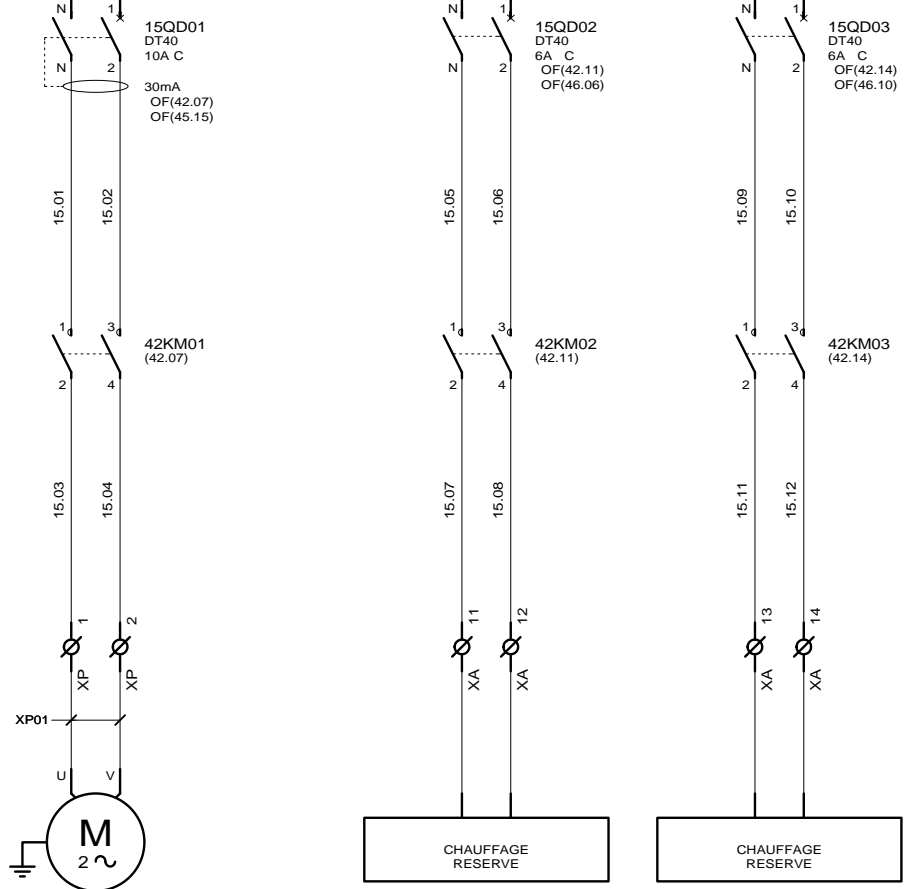 N 1
15QD01
DT40
10A C
N 2
30mA
OF(42.07)
OF(45.15)
15.01
15.02
1 3
42KM01
(42.07)
2 4
15.03
15.04
1
2
XP
XP
XP01
U V
M
2
N 1
15QD02
DT40
6A C
OF(42.11)
OF(46.06)
N 2
15.05
15.06
1 3
42KM02
(42.11)
2 4
15.07
15.08
11
12
XA
XA
CHAUFFAGE
RESERVE
N 1
15QD03
DT40
6A C
OF(42.14)
OF(46.10)
N 2
15.09
15.10
1 3
42KM03
(42.14)
2 4
15.11
15.12
13
14
XA
XA
CHAUFFAGE
RESERVE